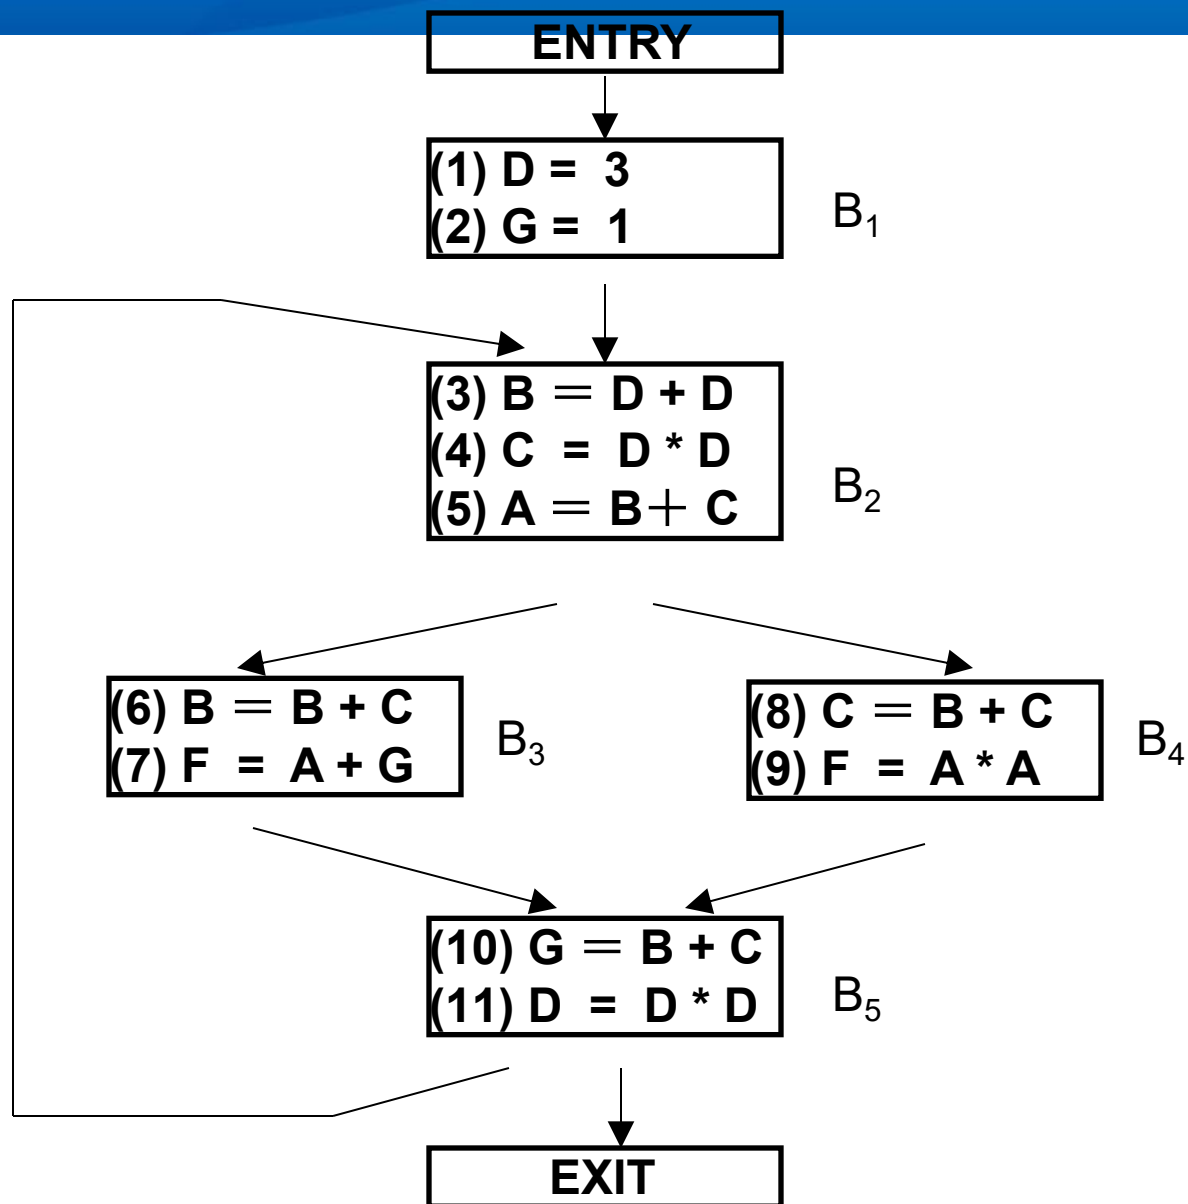 ENTRY
(1) D = 3
(2) G = 1
B₁
(3) B ＝ D + D
(4) C = D * D
(5) A ＝ B＋ C
B₂
(6) B ＝ B + C
(7) F = A + G
B₃
(8) C ＝ B + C
(9) F = A * A
B₄
(10) G ＝ B + C
(11) D = D * D
B₅
EXIT